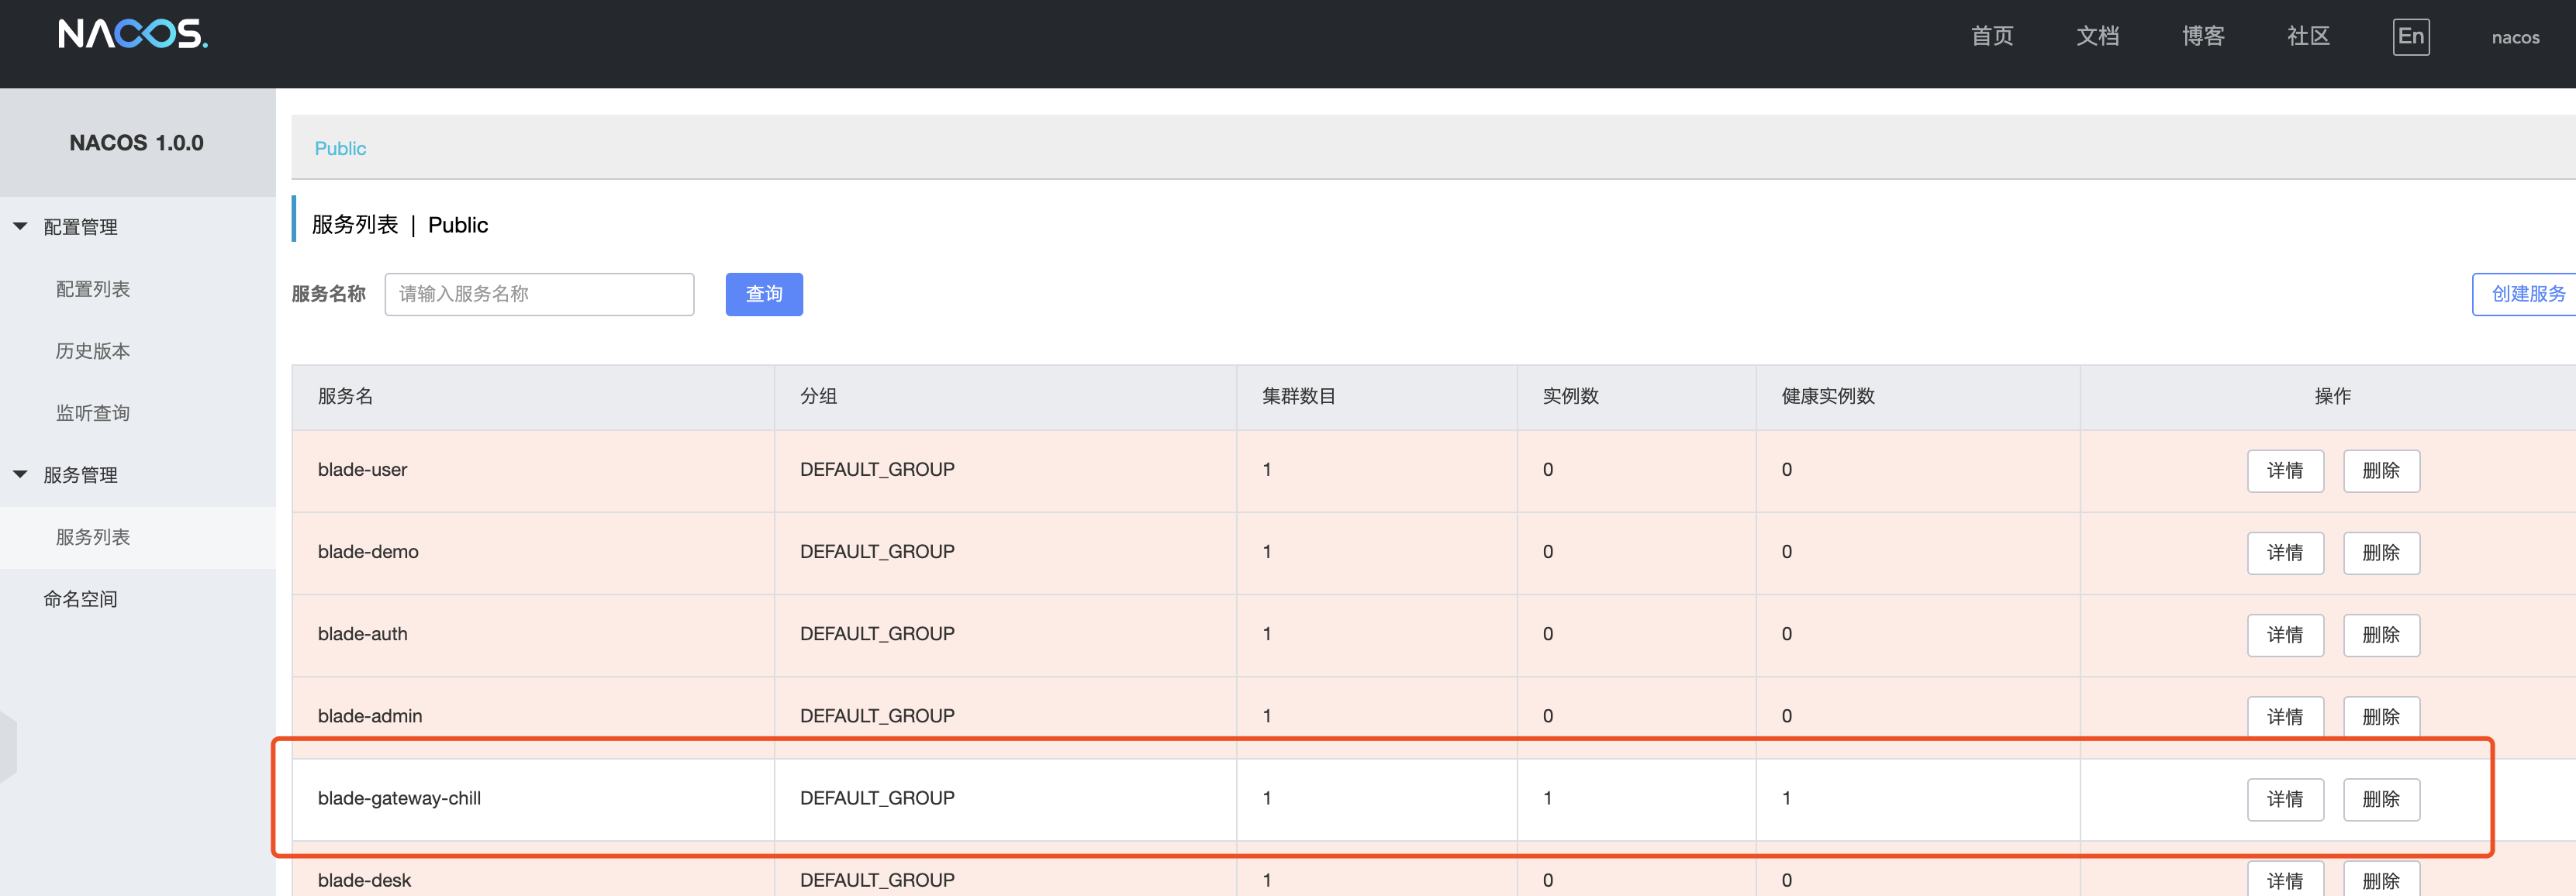 NACOS.
首页 文档 博客 社区 En nacos
NACOS 1.0.0
配置管理
配置列表
历史版本
监听查询
服务管理
服务列表
命名空间
Public
服务列表 | Public
服务名称 请输入服务名称 查询 创建服务
服务名 分组 集群数目 实例数 健康实例数 操作
blade-user DEFAULT_GROUP 1 0 0 详情 删除
blade-demo DEFAULT_GROUP 1 0 0 详情 删除
blade-auth DEFAULT_GROUP 1 0 0 详情 删除
blade-admin DEFAULT_GROUP 1 0 0 详情 删除
blade-gateway-chill DEFAULT_GROUP 1 1 1 详情 删除
blade-desk DEFAULT_GROUP 1 0 0 详情 删除